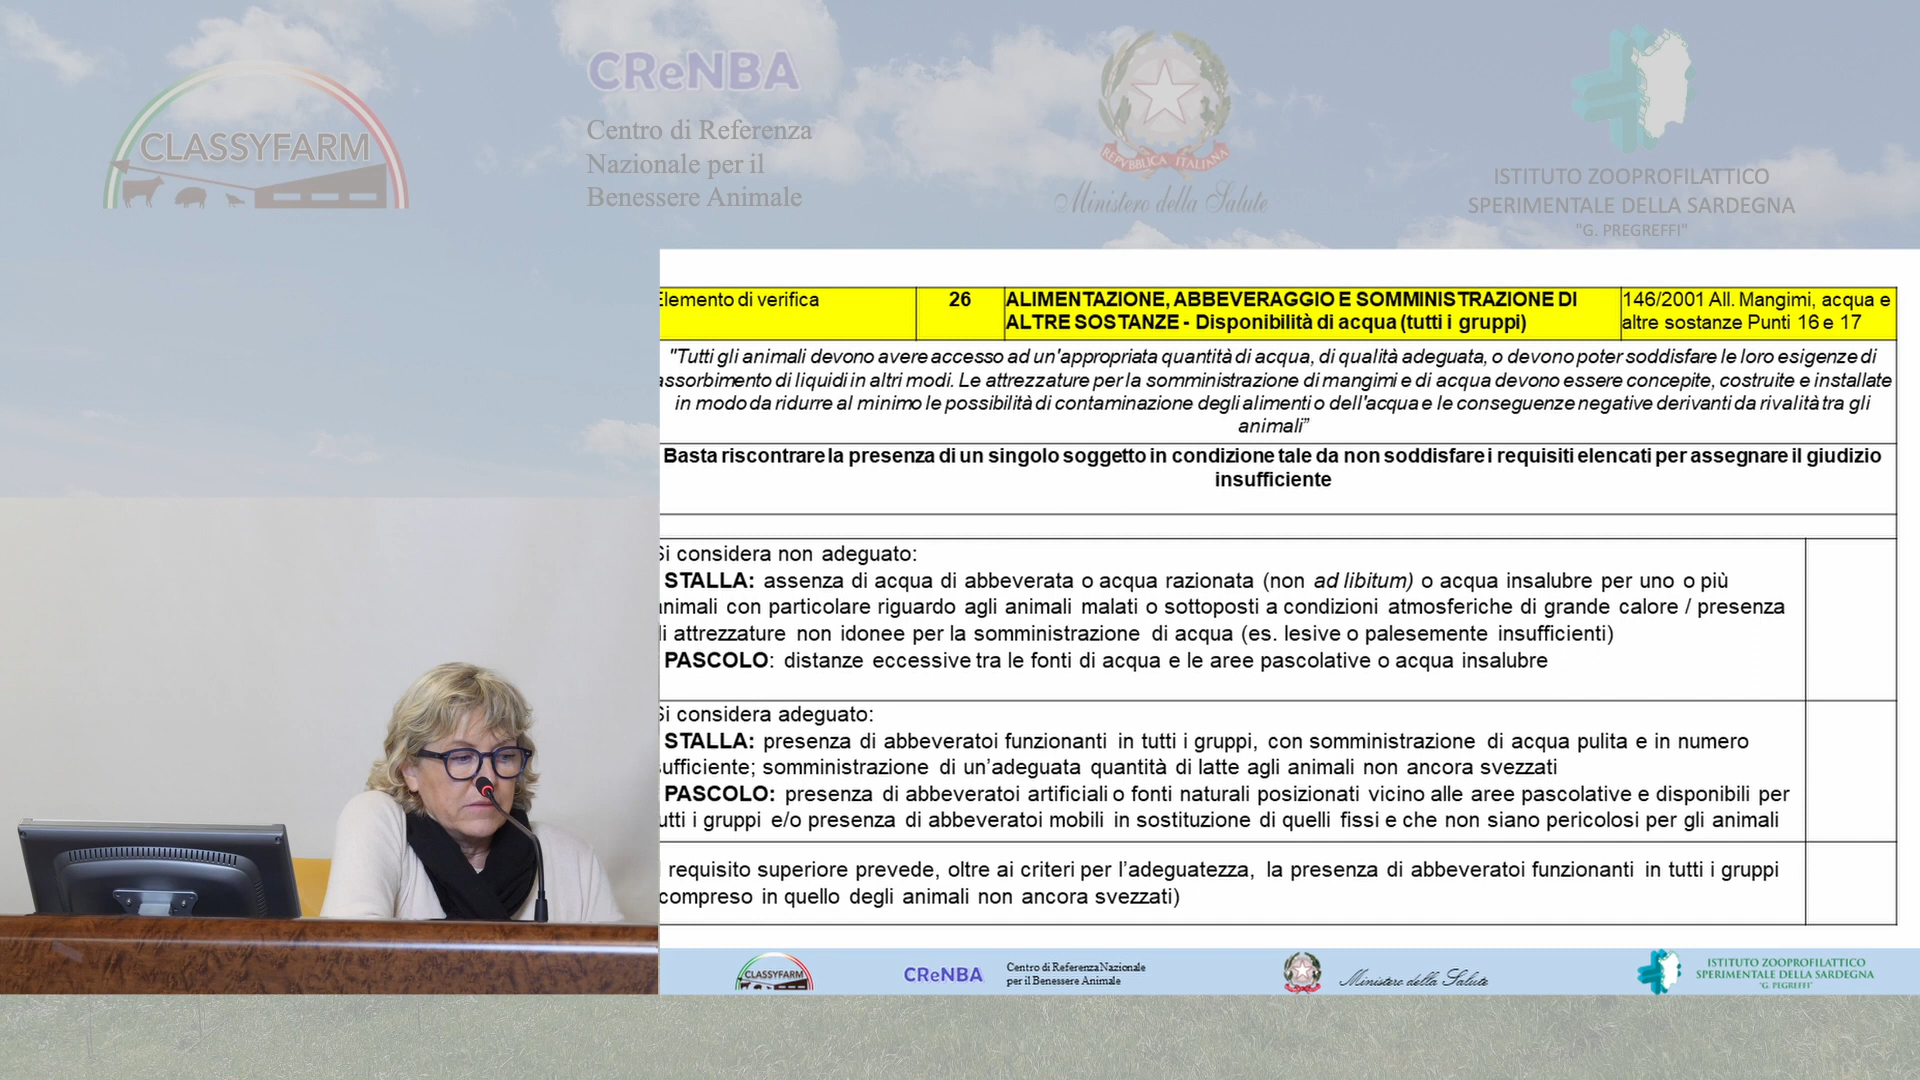 CLASSYFARM
CReNBA
Centro di Referenza
Nazionale per il
Benessere Animale
REPVBBLICA ITALIANA
Ministero della Salute
ISTITUTO ZOOPROFILATTICO
SPERIMENTALE DELLA SARDEGNA
"G. PREGREFFI"
Elemento di verifica
26
ALIMENTAZIONE, ABBEVERAGGIO E SOMMINISTRAZIONE DI
ALTRE SOSTANZE - Disponibilità di acqua (tutti i gruppi)
146/2001 All. Mangimi, acqua e
altre sostanze Punti 16 e 17
"Tutti gli animali devono avere accesso ad un'appropriata quantità di acqua, di qualità adeguata, o devono poter soddisfare le loro esigenze di
assorbimento di liquidi in altri modi. Le attrezzature per la somministrazione di mangimi e di acqua devono essere concepite, costruite e installate
in modo da ridurre al minimo le possibilità di contaminazione degli alimenti o dell'acqua e le conseguenze negative derivanti da rivalità tra gli
animali"
Basta riscontrare la presenza di un singolo soggetto in condizione tale da non soddisfare i requisiti elencati per assegnare il giudizio
insufficiente
Si considera non adeguato:
STALLA: assenza di acqua di abbeverata o acqua razionata (non ad libitum) o acqua insalubre per uno o più
animali con particolare riguardo agli animali malati o sottoposti a condizioni atmosferiche di grande calore / presenza
di attrezzature non idonee per la somministrazione di acqua (es. lesive o palesemente insufficienti)
PASCOLO: distanze eccessive tra le fonti di acqua e le aree pascolative o acqua insalubre
Si considera adeguato:
STALLA: presenza di abbeveratoi funzionanti in tutti i gruppi, con somministrazione di acqua pulita e in numero
sufficiente; somministrazione di un'adeguata quantità di latte agli animali non ancora svezzati
PASCOLO: presenza di abbeveratoi artificiali o fonti naturali posizionati vicino alle aree pascolative e disponibili per
tutti i gruppi e/o presenza di abbeveratoi mobili in sostituzione di quelli fissi e che non siano pericolosi per gli animali
requisito superiore prevede, oltre ai criteri per l'adeguatezza, la presenza di abbeveratoi funzionanti in tutti i gruppi
compreso in quello degli animali non ancora svezzati)
CLASSYFARM
CReNBA
Centro di Referenza Nazionale
per il Benessere Animale
Ministero della Salute
ISTITUTO ZOOPROFILATTICO
SPERIMENTALE DELLA SARDEGNA
"G. PEGREFFI"